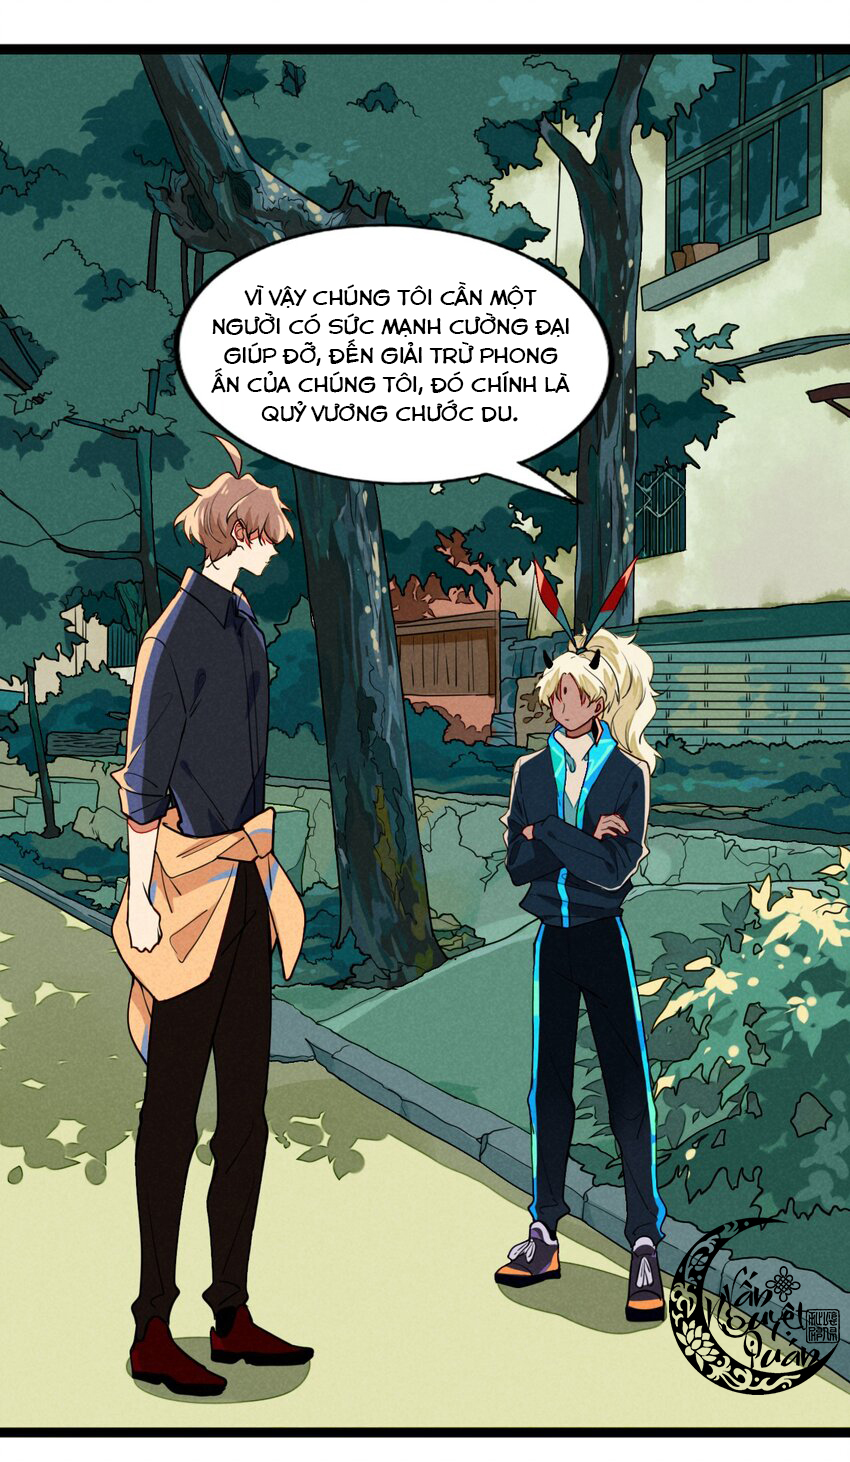 VÌ VẬY CHÚNG TÔI CẦN MỘT
NGƯỜI CÓ SỨC MẠNH CƯỜNG ĐẠI
GIÚP ĐỠ, ĐẾN GIẢI TRỪ PHONG
ẤN CỦA CHÚNG TÔI, ĐÓ CHÍNH LÀ
QUỶ VƯƠNG CHƯỚC DU.
Vấn
Nguyệt
Quán